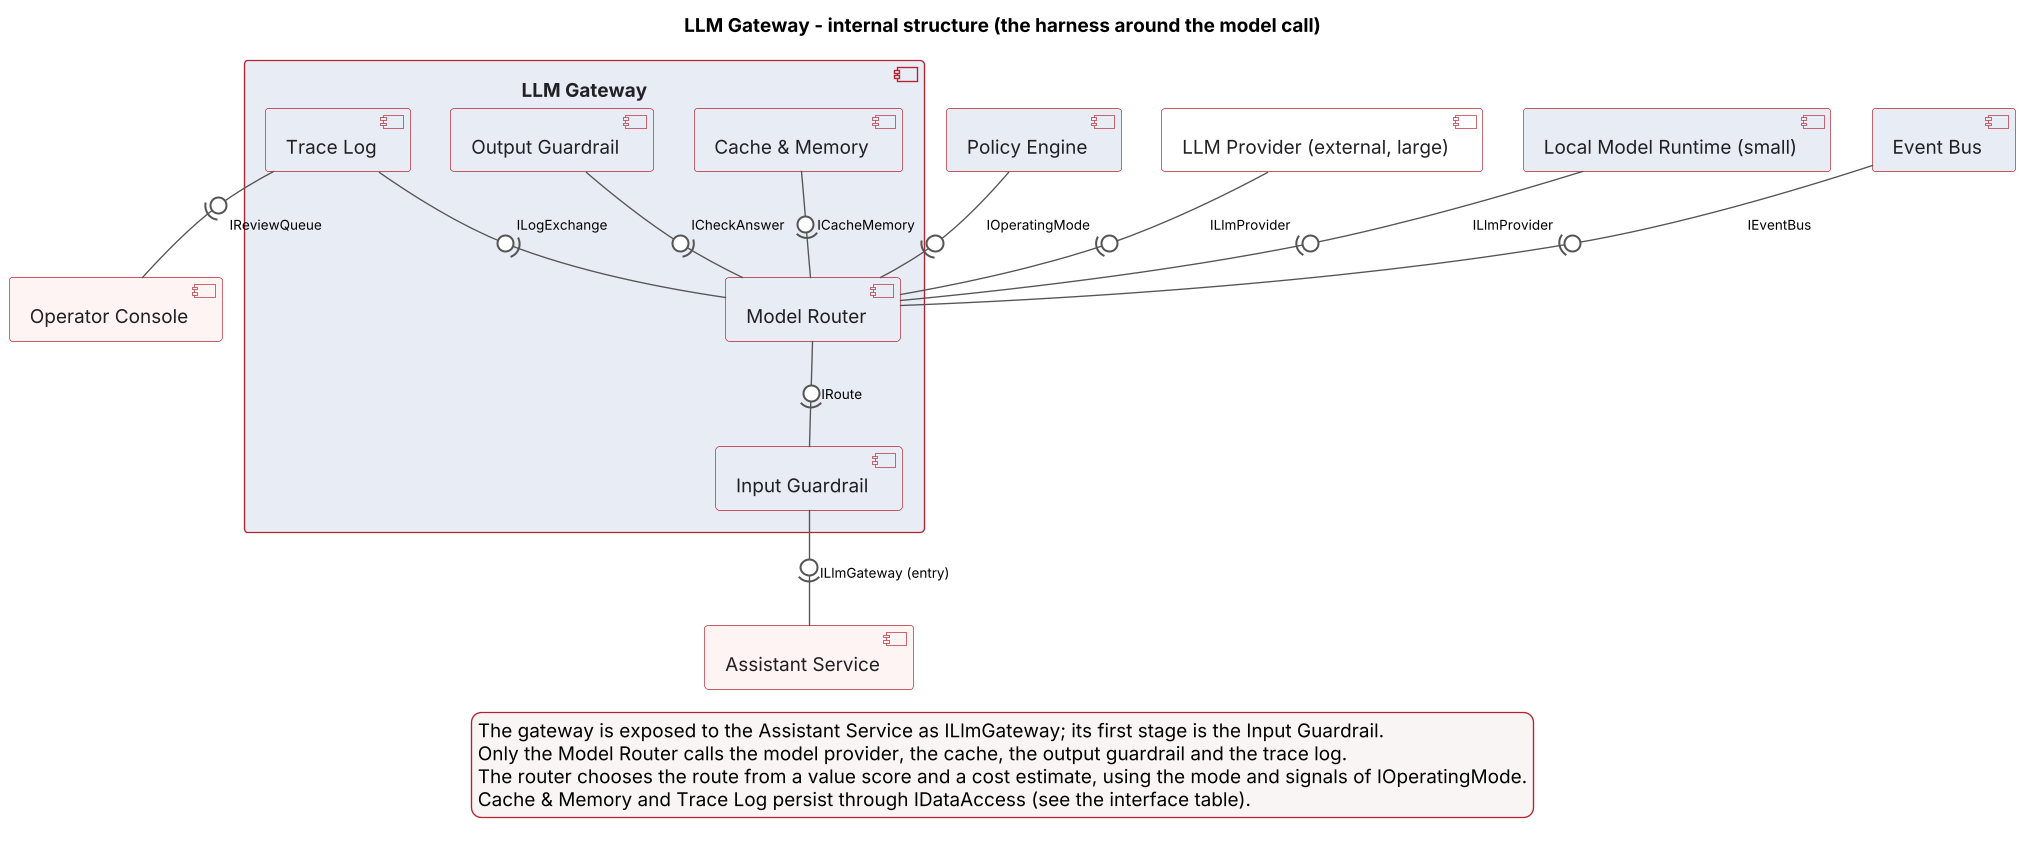 LLM Gateway - internal structure (the harness around the model call)
LLM Gateway
Trace Log
Output Guardrail
Cache & Memory
Policy Engine
LLM Provider (external, large)
Local Model Runtime (small)
Event Bus
IReviewQueue
ILogExchange
ICheckAnswer
ICacheMemory
IOperatingMode
ILlmProvider
ILlmProvider
IEventBus
Operator Console
Model Router
IRoute
Input Guardrail
ILlmGateway (entry)
Assistant Service
The gateway is exposed to the Assistant Service as ILlmGateway; its first stage is the Input Guardrail.
Only the Model Router calls the model provider, the cache, the output guardrail and the trace log.
The router chooses the route from a value score and a cost estimate, using the mode and signals of IOperatingMode.
Cache & Memory and Trace Log persist through IDataAccess (see the interface table).